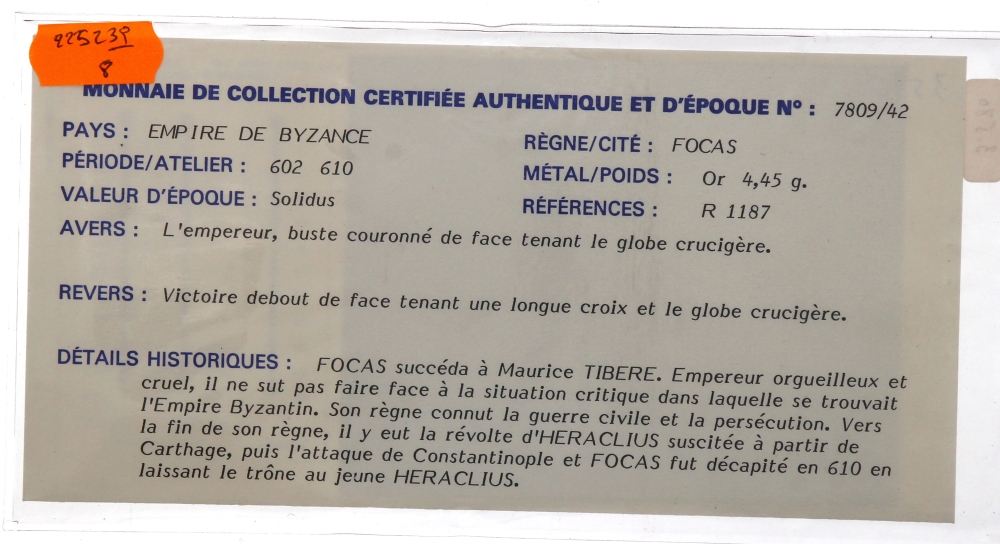 925239
8
MONNAIE DE COLLECTION CERTIFIÉE AUTHENTIQUE ET D'ÉPOQUE N° : 7809/42
PAYS : EMPIRE DE BYZANCE
RÈGNE/CITÉ : FOCAS
PÉRIODE/ATELIER : 602 610
MÉTAL/POIDS : Or 4,45 g.
VALEUR D'ÉPOQUE : Solidus
RÉFÉRENCES : R 1187
AVERS : L'empereur, buste couronné de face tenant le globe crucigère.
REVERS : Victoire debout de face tenant une longue croix et le globe crucigère.
DÉTAILS HISTORIQUES : FOCAS succéda à Maurice TIBERE. Empereur orgueilleux et
cruel, il ne sut pas faire face à la situation critique dans laquelle se trouvait
l'Empire Byzantin. Son règne connut la guerre civile et la persécution. Vers
la fin de son règne, il y eut la révolte d'HERACLIUS suscitée à partir de
Carthage, puis l'attaque de Constantinople et FOCAS fut décapité en 610 en
laissant le trône au jeune HERACLIUS.